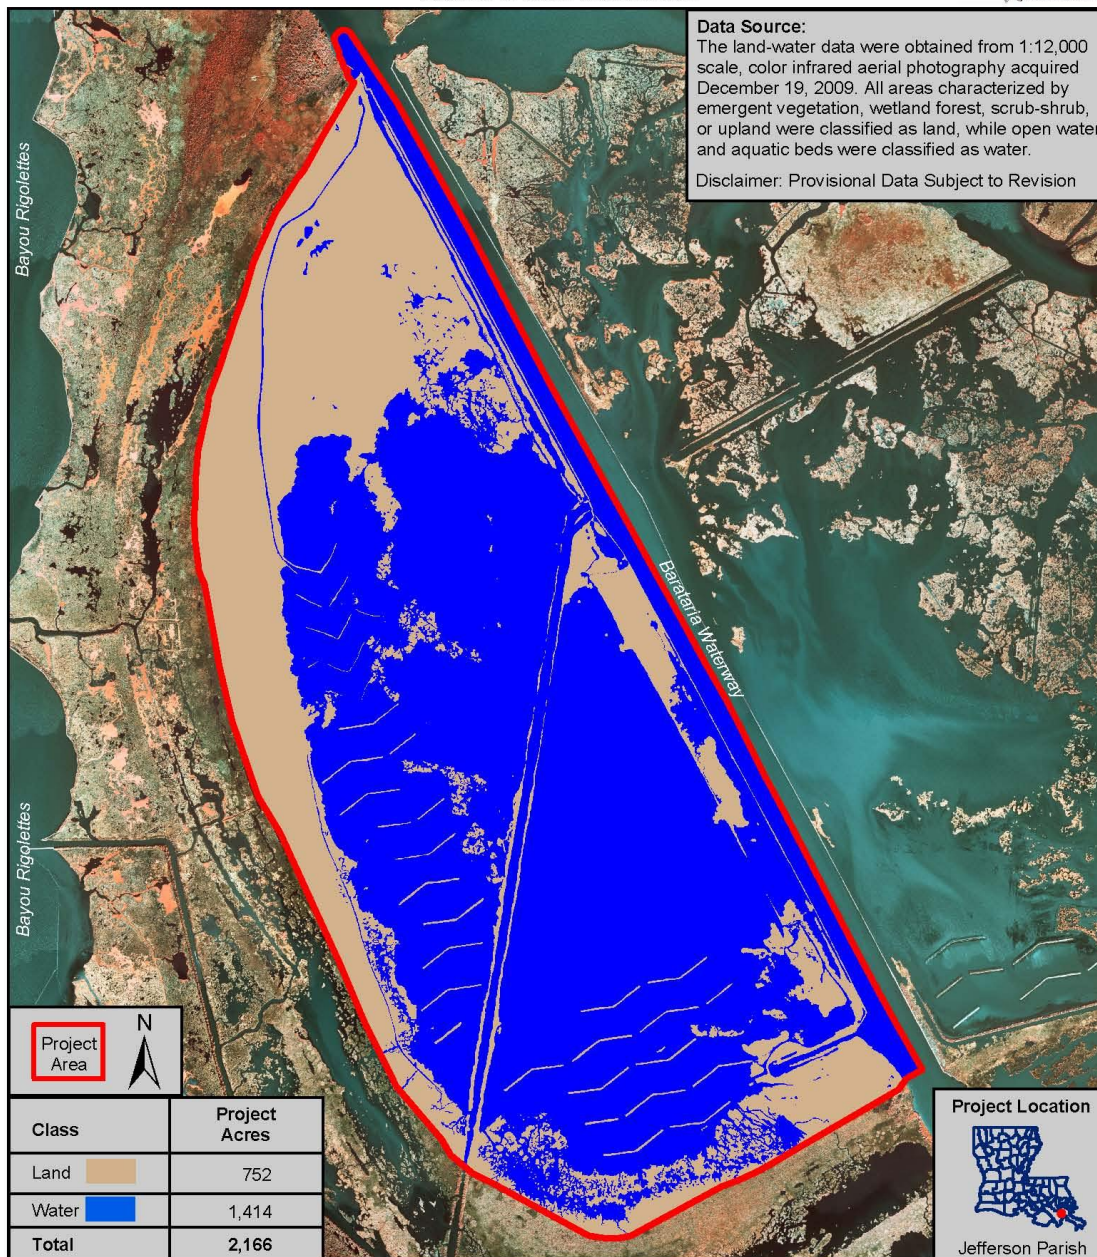 Data Source:
The land-water data were obtained from 1:12,000
scale, color infrared aerial photography acquired
December 19, 2009. All areas characterized by
emergent vegetation, wetland forest, scrub-shrub,
or upland were classified as land, while open water
and aquatic beds were classified as water.
Disclaimer: Provisional Data Subject to Revision
Bayou Rigolettes
Barataria Waterway
Bayou Rigolettes
Project
Area
N
Class
Project
Acres
Land 752
Water 1,414
Total 2,166
Project Location
Jefferson Parish